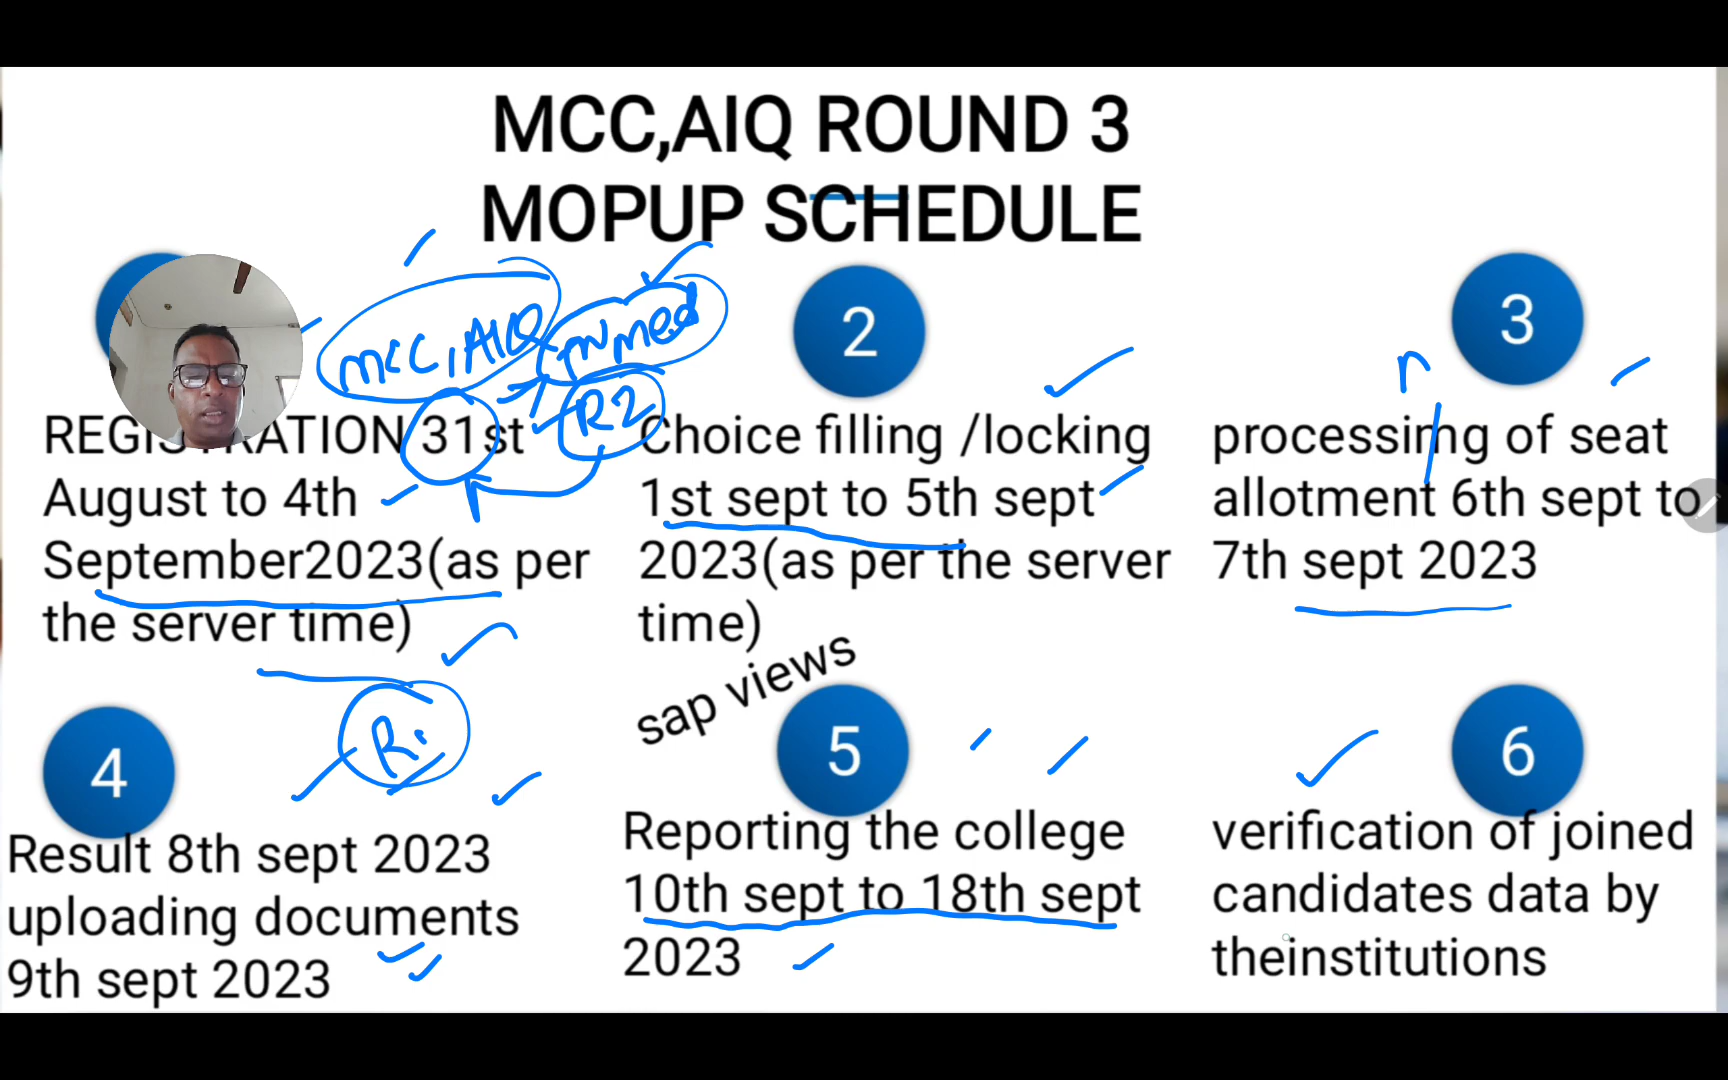 MCC,AIQ ROUND 3
MOPUP SCHEDULE
MCC, AIQ
R2
REGISTRATION 31st
August to 4th
September2023(as per
the server time)
R1
2
Choice filling /locking
1st sept to 5th sept
2023(as per the server
time)
sap views
3
r
processimg of seat
allotment 6th sept to
7th sept 2023
4
Result 8th sept 2023
uploading documents
9th sept 2023
5
Reporting the college
10th sept to 18th sept
2023
6
verification of joined
candidates data by
theinstitutions